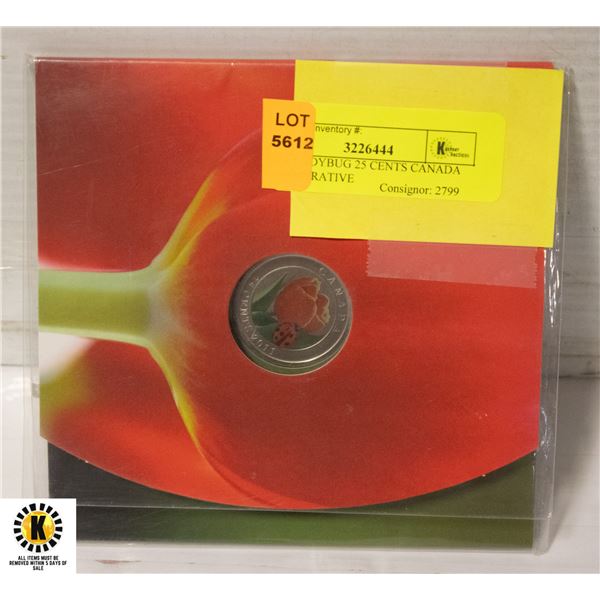 LOT
5612
Inventory #:
3226444
DYBUG 25 CENTS CANADA
RATIVE
Consignor: 2799
CANADA
2011
K
ALL ITEMS MUST BE
REMOVED WITHIN 5 DAYS OF
SALE